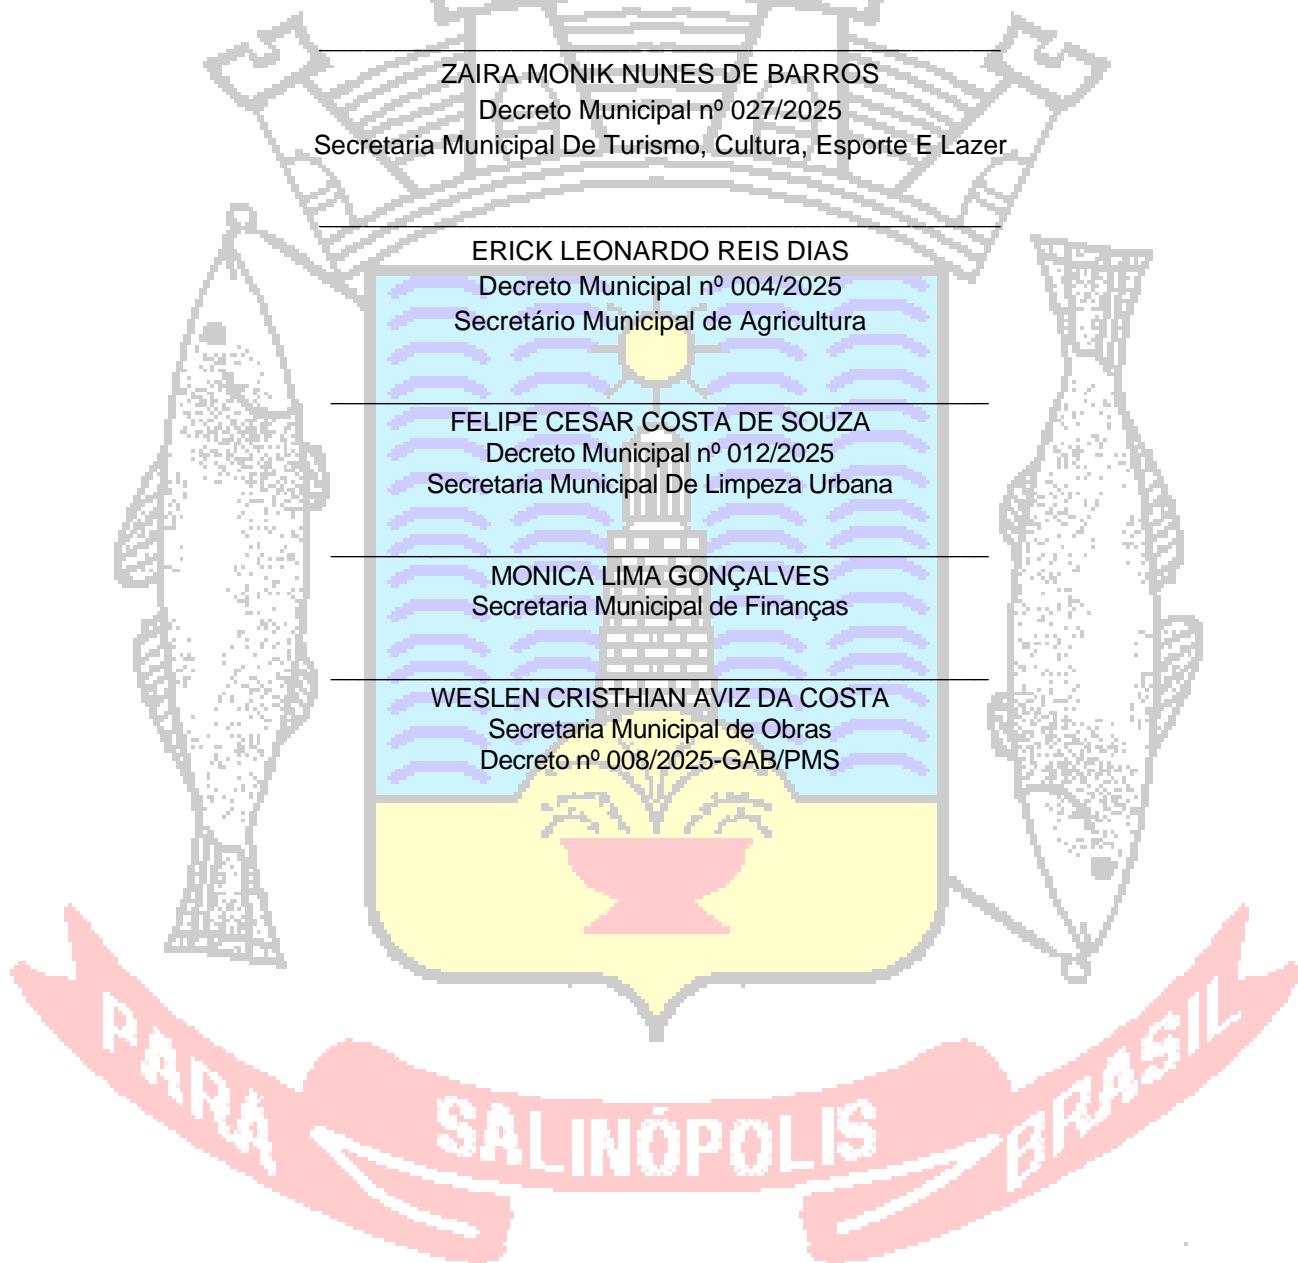 ZAIRA MONIK NUNES DE BARROS
Decreto Municipal nº 027/2025
Secretaria Municipal De Turismo, Cultura, Esporte E Lazer
ERICK LEONARDO REIS DIAS
Decreto Municipal nº 004/2025
Secretário Municipal de Agricultura
FELIPE CESAR COSTA DE SOUZA
Decreto Municipal nº 012/2025
Secretaria Municipal De Limpeza Urbana
MONICA LIMA GONÇALVES
Secretaria Municipal de Finanças
WESLEN CRISTHIAN AVIZ DA COSTA
Secretaria Municipal de Obras
Decreto nº 008/2025-GAB/PMS
PARÁ
SALINÓPOLIS
BRASIL